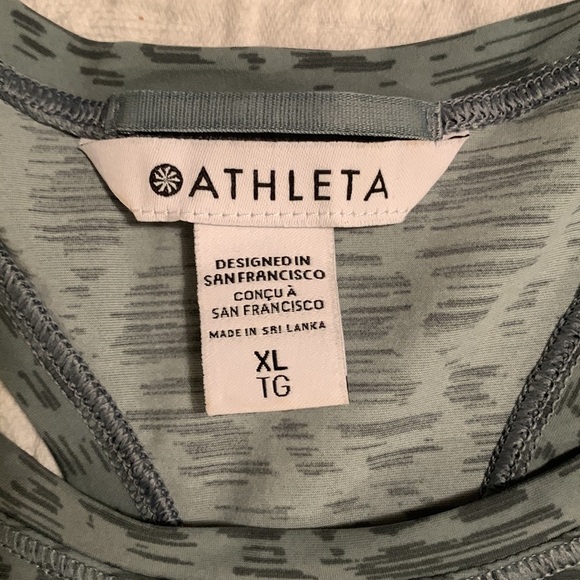 ATHLETA
DESIGNED IN
SAN FRANCISCO
CONÇU À
SAN FRANCISCO
MADE IN SRI LANKA
XL
TG